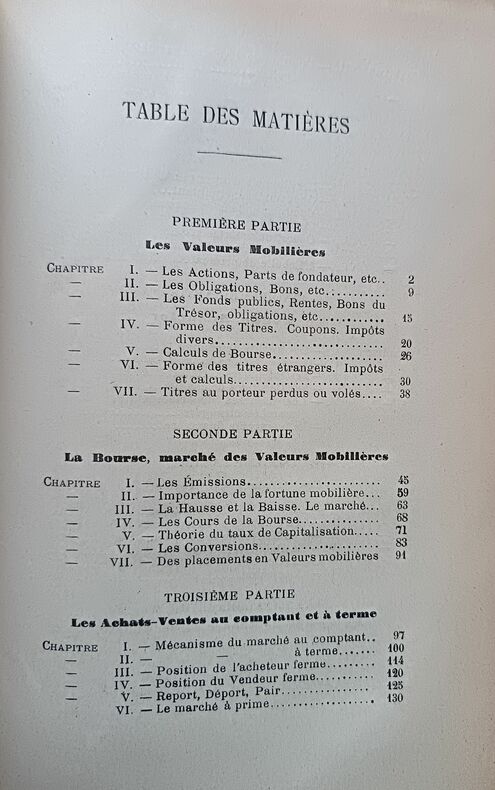 TABLE DES MATIÈRES
PREMIÈRE PARTIE
Les Valeurs Mobilières
CHAPITRE I. — Les Actions, Parts de fondateur, etc.. 2
— II. — Les Obligations, Bons, etc........... 9
— III. — Les Fonds publics, Rentes, Bons du
Trésor, obligations, etc............ 15
— IV. — Forme des Titres. Coupons. Impôts
divers............................. 20
— V. — Calculs de Bourse.................. 26
— VI. — Forme des titres étrangers. Impôts
et calculs......................... 30
— VII. — Titres au porteur perdus ou volés.... 38
SECONDE PARTIE
La Bourse, marché des Valeurs Mobilières
CHAPITRE I. — Les Émissions...................... 45
— II. — Importance de la fortune mobilière... 59
— III. — La Hausse et la Baisse. Le marché... 63
— IV. — Les Cours de la Bourse............. 68
— V. — Théorie du taux de Capitalisation..... 71
— VI. — Les Conversions.................... 83
— VII. — Des placements en Valeurs mobilières 91
TROISIÈME PARTIE
Les Achats-Ventes au comptant et à terme
CHAPITRE I. — Mécanisme du marché au comptant.. 97
— II. — — à terme...... 100
— III. — Position de l'acheteur ferme......... 114
— IV. — Position du Vendeur ferme.......... 120
— V. — Report, Déport, Pair............... 125
— VI. — Le marché à prime.................. 130